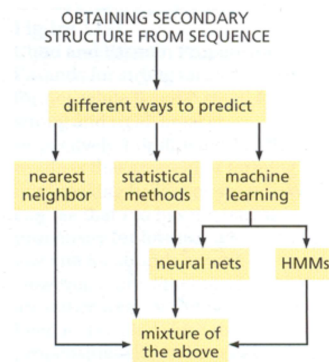 OBTAINING SECONDARY
STRUCTURE FROM SEQUENCE
different ways to predict
nearest
neighbor
statistical
methods
machine
learning
neural nets
HMMs
mixture of
the above